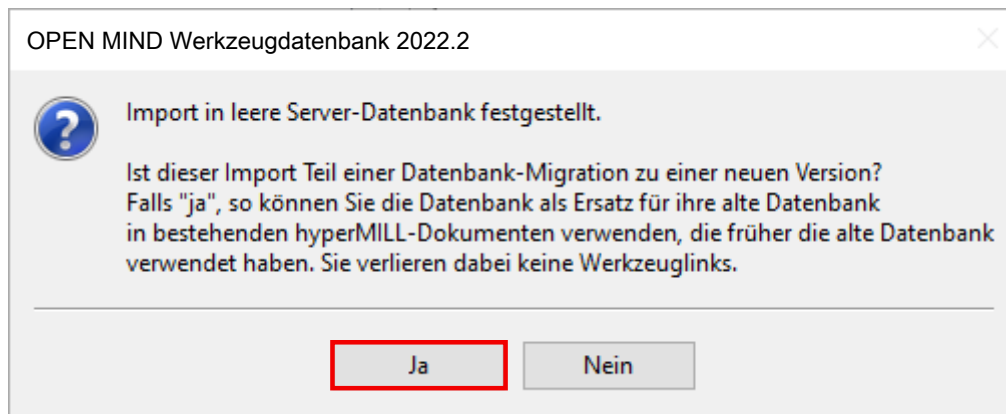 OPEN MIND Werkzeugdatenbank 2022.2
Import in leere Server-Datenbank festgestellt.
Ist dieser Import Teil einer Datenbank-Migration zu einer neuen Version?
Falls "ja", so können Sie die Datenbank als Ersatz für ihre alte Datenbank
in bestehenden hyperMILL-Dokumenten verwenden, die früher die alte Datenbank
verwendet haben. Sie verlieren dabei keine Werkzeuglinks.
Ja
Nein